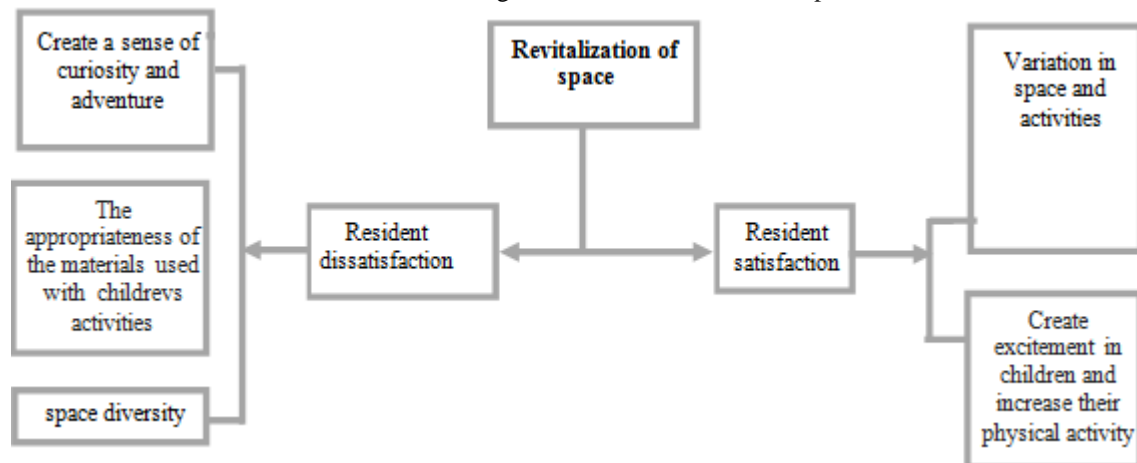 Create a sense of
curiosity and
adventure
Revitalization of
space
Variation in
space and
activities
The
appropriateness of
the materials used
with childrevs
activities
Resident
dissatisfaction
Resident
satisfaction
space diversity
Create
excitement in
children and
increase their
physical activity